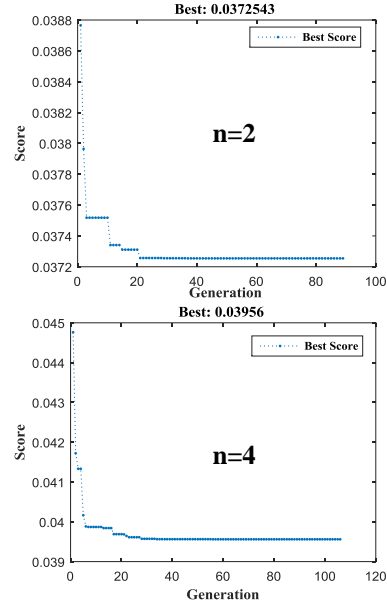 Best: 0.0372543
0.0388
0.0386
0.0384
0.0382
0.038
0.0378
0.0376
0.0374
0.0372
Score
Best Score
n=2
0 20 40 60 80 100
Generation
Best: 0.03956
0.045
0.044
0.043
0.042
0.041
0.04
0.039
Score
Best Score
n=4
0 20 40 60 80 100 120
Generation